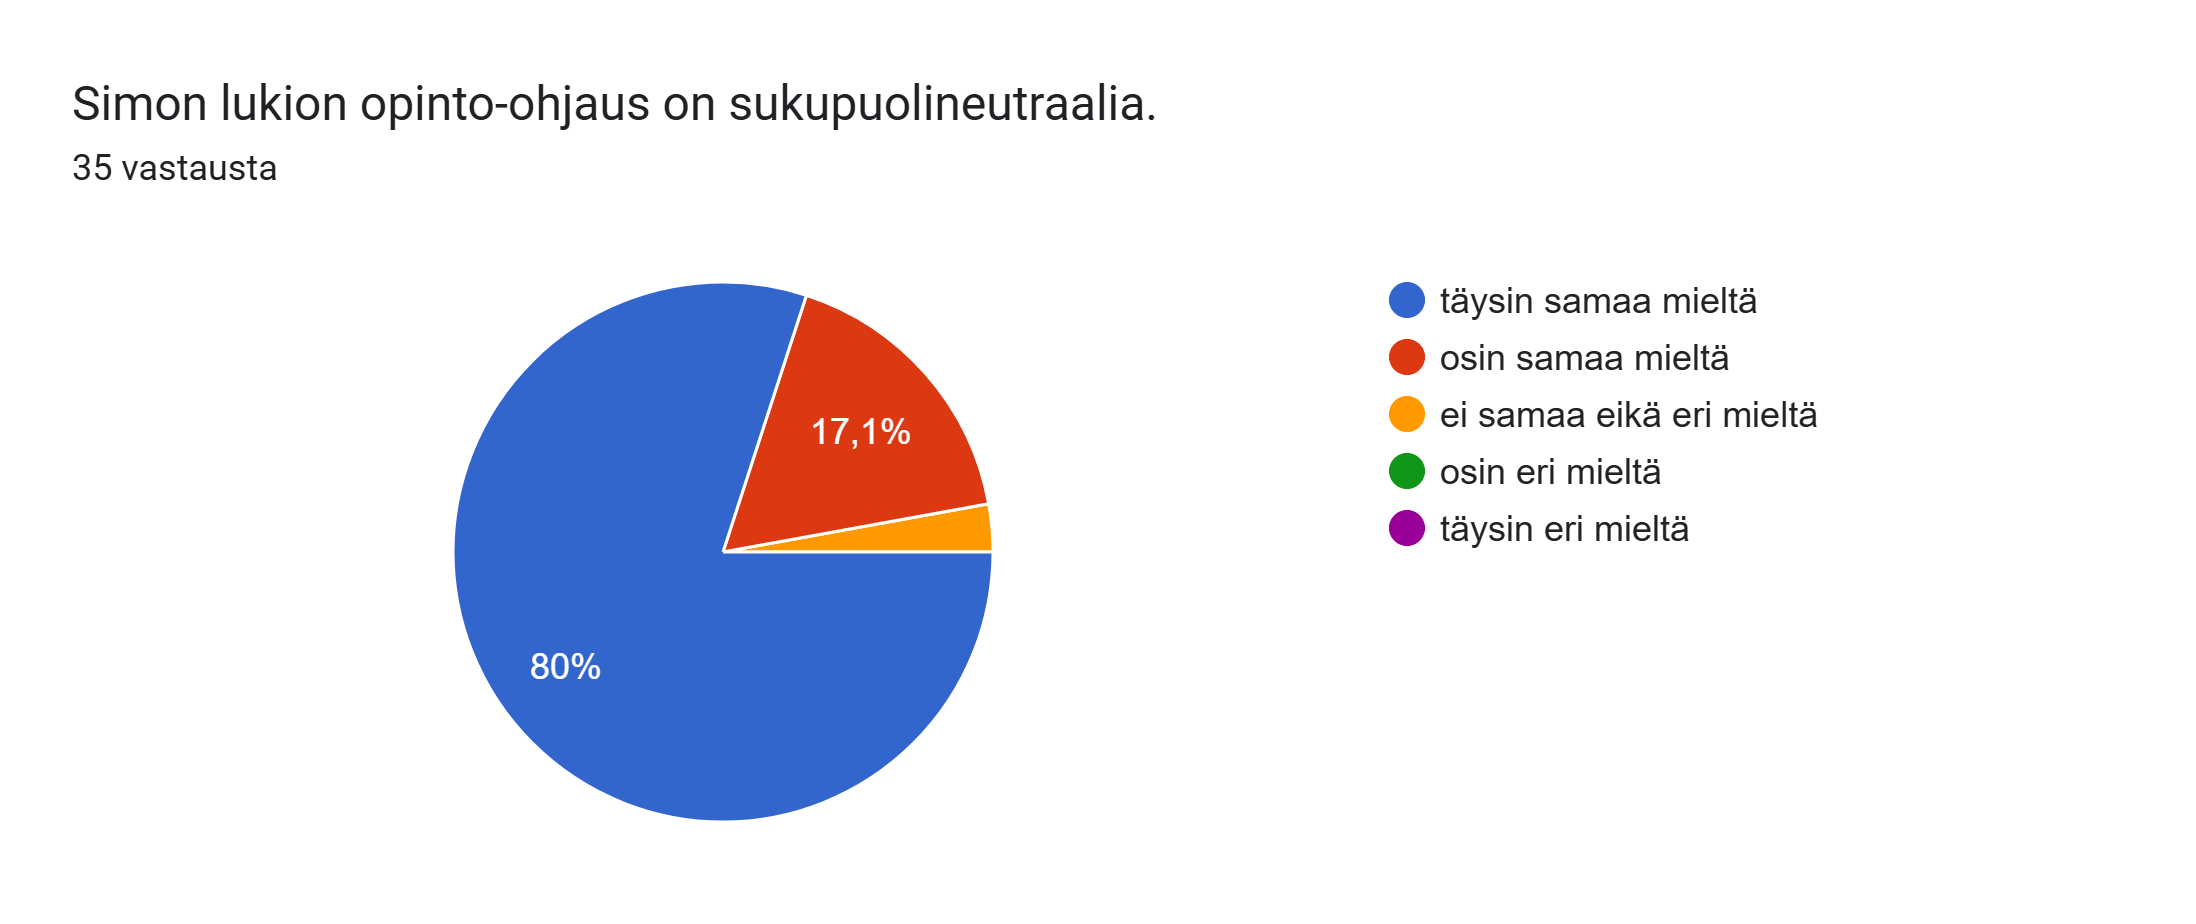 Simon lukion opinto-ohjaus on sukupuolineutraalia.
35 vastausta
17,1%
80%
täysin samaa mieltä
osin samaa mieltä
ei samaa eikä eri mieltä
osin eri mieltä
täysin eri mieltä